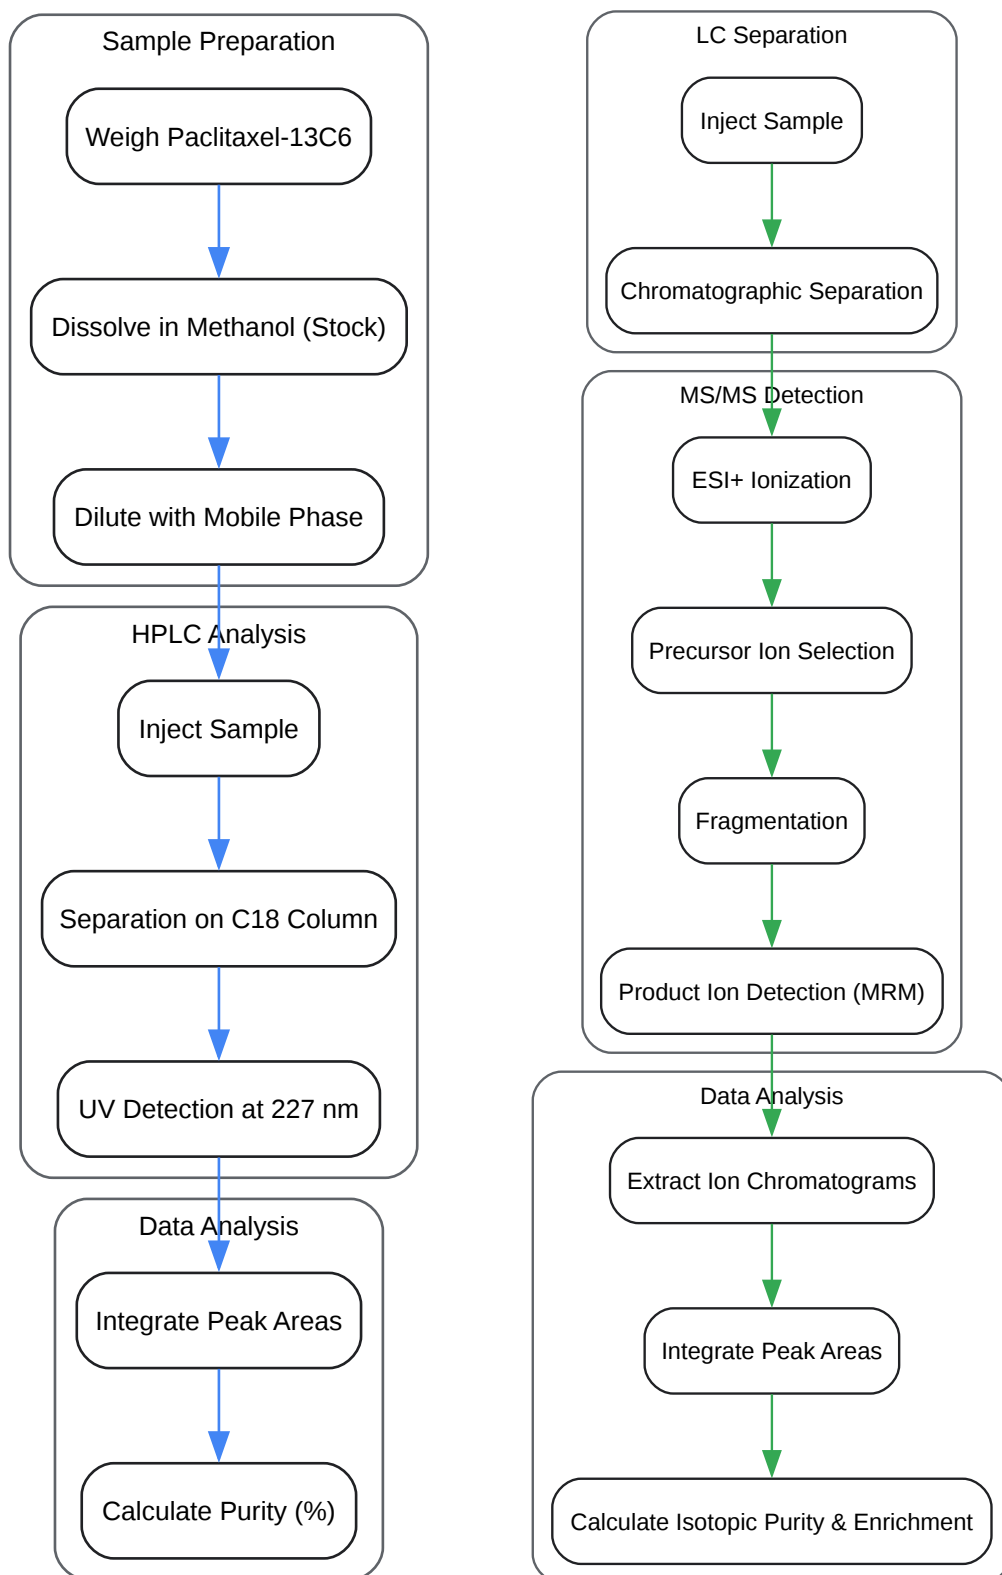 Sample Preparation
Weigh Paclitaxel-13C6
Dissolve in Methanol (Stock)
Dilute with Mobile Phase
HPLC Analysis
Inject Sample
Separation on C18 Column
UV Detection at 227 nm
Data Analysis
Integrate Peak Areas
Calculate Purity (%)
LC Separation
Inject Sample
Chromatographic Separation
MS/MS Detection
ESI+ Ionization
Precursor Ion Selection
Fragmentation
Product Ion Detection (MRM)
Data Analysis
Extract Ion Chromatograms
Integrate Peak Areas
Calculate Isotopic Purity & Enrichment